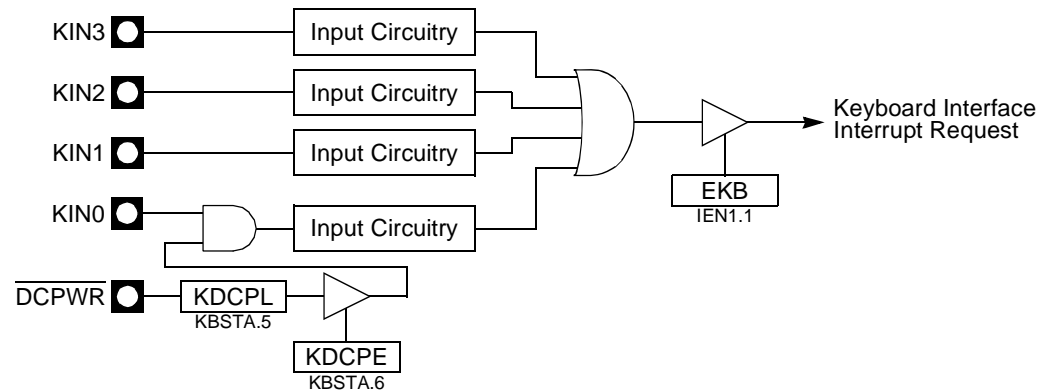 KIN3
Input Circuitry
KIN2
Input Circuitry
Keyboard Interface
Interrupt Request
KIN1
Input Circuitry
EKB
IEN1.1
KIN0
Input Circuitry
DCPWR
KDCPL
KBSTA.5
KDCPE
KBSTA.6